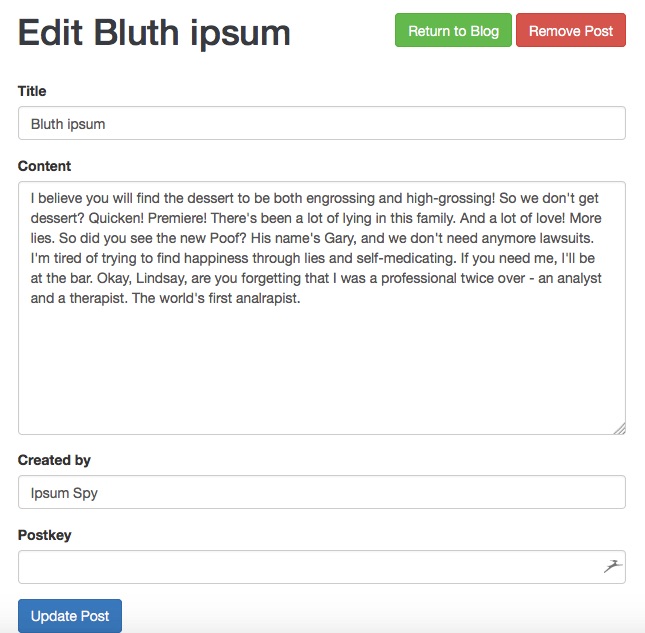 Edit Bluth ipsum
Return to Blog
Remove Post
Title
Bluth ipsum
Content
I believe you will find the dessert to be both engrossing and high-grossing! So we don't get
dessert? Quicken! Premiere! There's been a lot of lying in this family. And a lot of love! More
lies. So did you see the new Poof? His name's Gary, and we don't need anymore lawsuits.
I'm tired of trying to find happiness through lies and self-medicating. If you need me, I'll be
at the bar. Okay, Lindsay, are you forgetting that I was a professional twice over - an analyst
and a therapist. The world's first analrapist.
Created by
Ipsum Spy
Postkey
Update Post